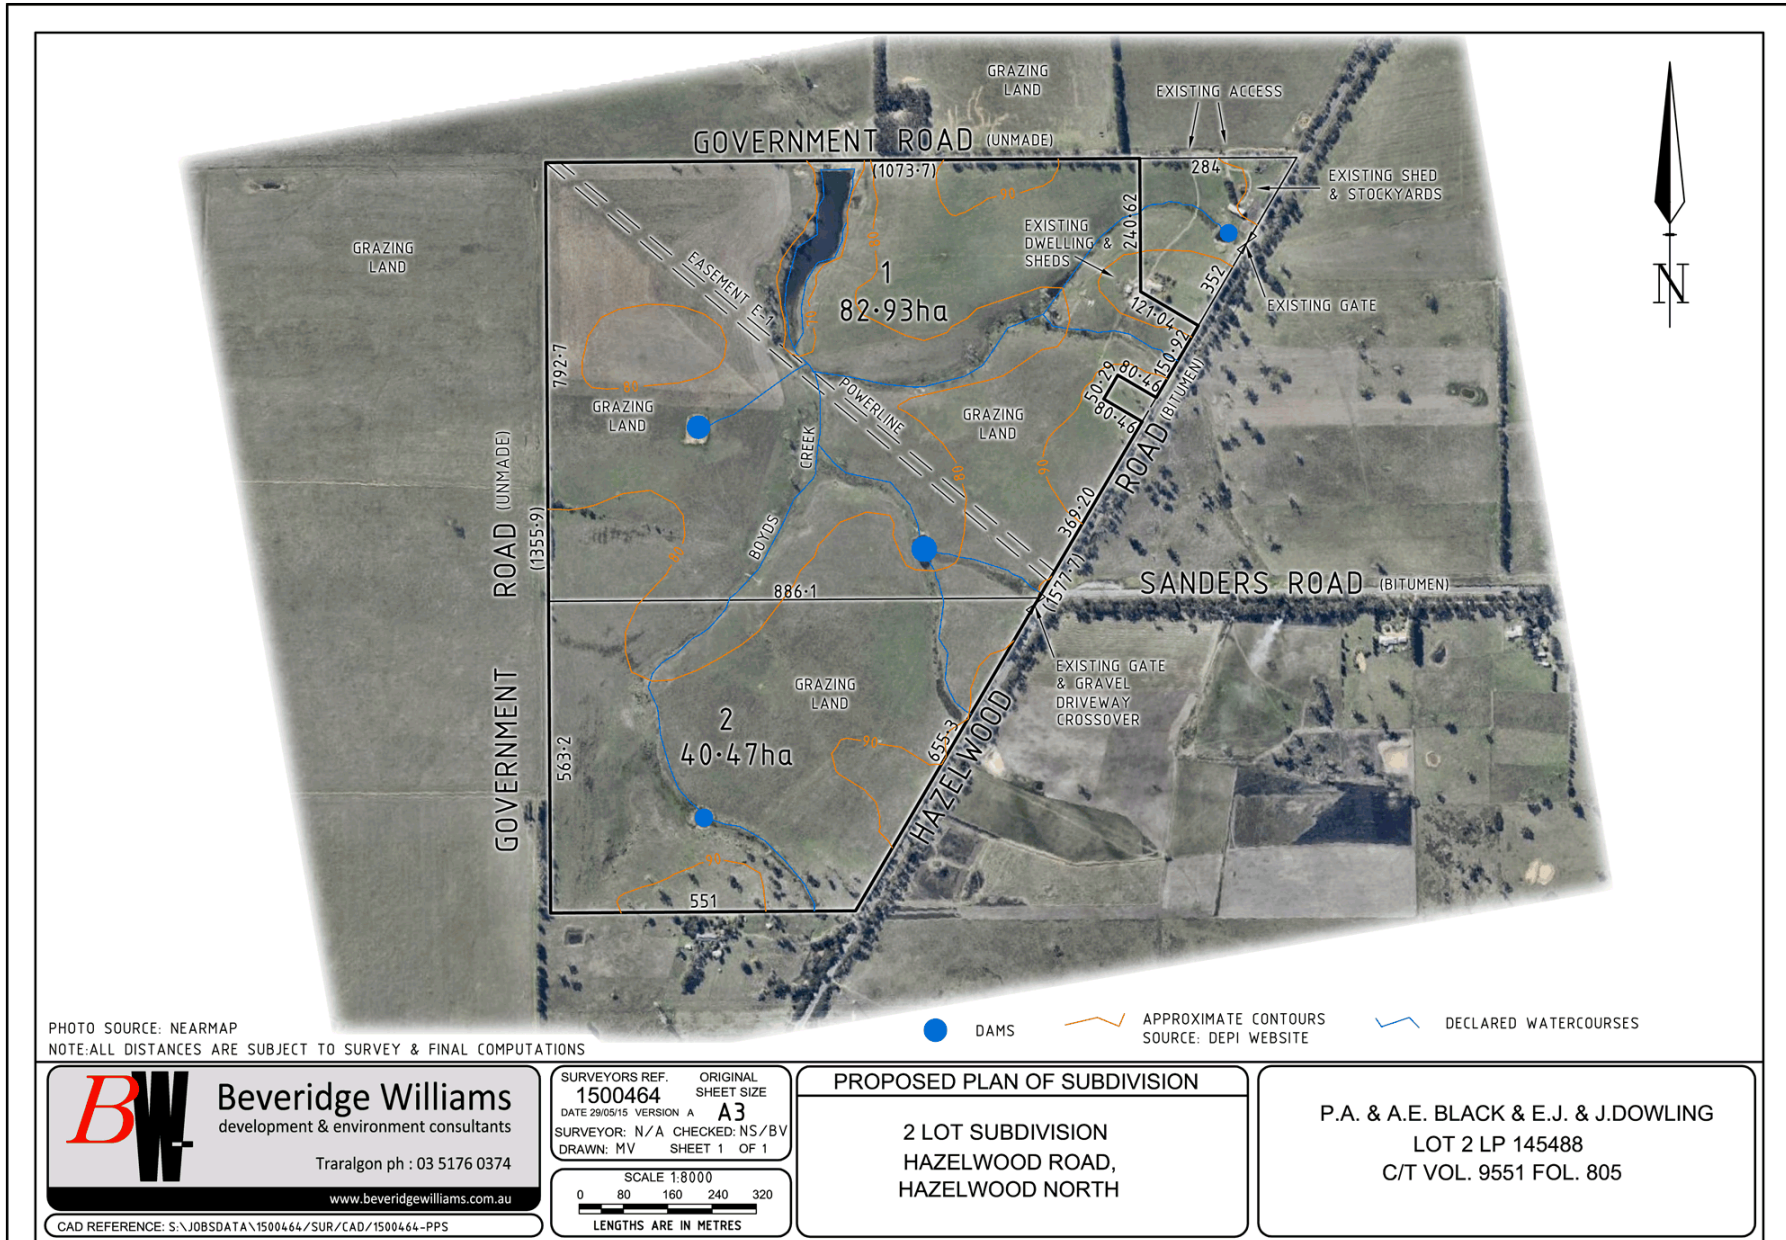 GRAZING
LAND
EXISTING ACCESS
GOVERNMENT ROAD (UNMADE)
(1073·7)
284
EXISTING SHED
& STOCKYARDS
90
240·62
EXISTING
DWELLING &
SHEDS
GRAZING
LAND
EASEMENT E-1
80
1
82·93ha
352
EXISTING GATE
121·04
70
150·92
792·7
80
50·29
80·46
80·46
(BITUMEN)
GRAZING
LAND
POWERLINE
GRAZING
LAND
CREEK
ROAD
80
90
GOVERNMENT ROAD (UNMADE)
(1355·9)
369·20
BOYDS
80
(1577·7)
SANDERS ROAD (BITUMEN)
886·1
EXISTING GATE
& GRAVEL
DRIVEWAY
CROSSOVER
GRAZING
LAND
2
40·47ha
563·2
90
655·3
HAZELWOOD
90
551
PHOTO SOURCE: NEARMAP
NOTE:ALL DISTANCES ARE SUBJECT TO SURVEY & FINAL COMPUTATIONS
DAMS
APPROXIMATE CONTOURS
SOURCE: DEPI WEBSITE
DECLARED WATERCOURSES
BW
Beveridge Williams
development & environment consultants
Traralgon ph : 03 5176 0374
www.beveridgewilliams.com.au
CAD REFERENCE: S:\JOBSDATA\1500464/SUR/CAD/1500464-PPS
SURVEYORS REF.
1500464
ORIGINAL
SHEET SIZE
A3
DATE 29/05/15 VERSION A
SURVEYOR: N/A CHECKED: NS/BV
DRAWN: MV SHEET 1 OF 1
SCALE 1:8000
0 80 160 240 320
LENGTHS ARE IN METRES
PROPOSED PLAN OF SUBDIVISION
2 LOT SUBDIVISION
HAZELWOOD ROAD,
HAZELWOOD NORTH
P.A. & A.E. BLACK & E.J. & J.DOWLING
LOT 2 LP 145488
C/T VOL. 9551 FOL. 805
N